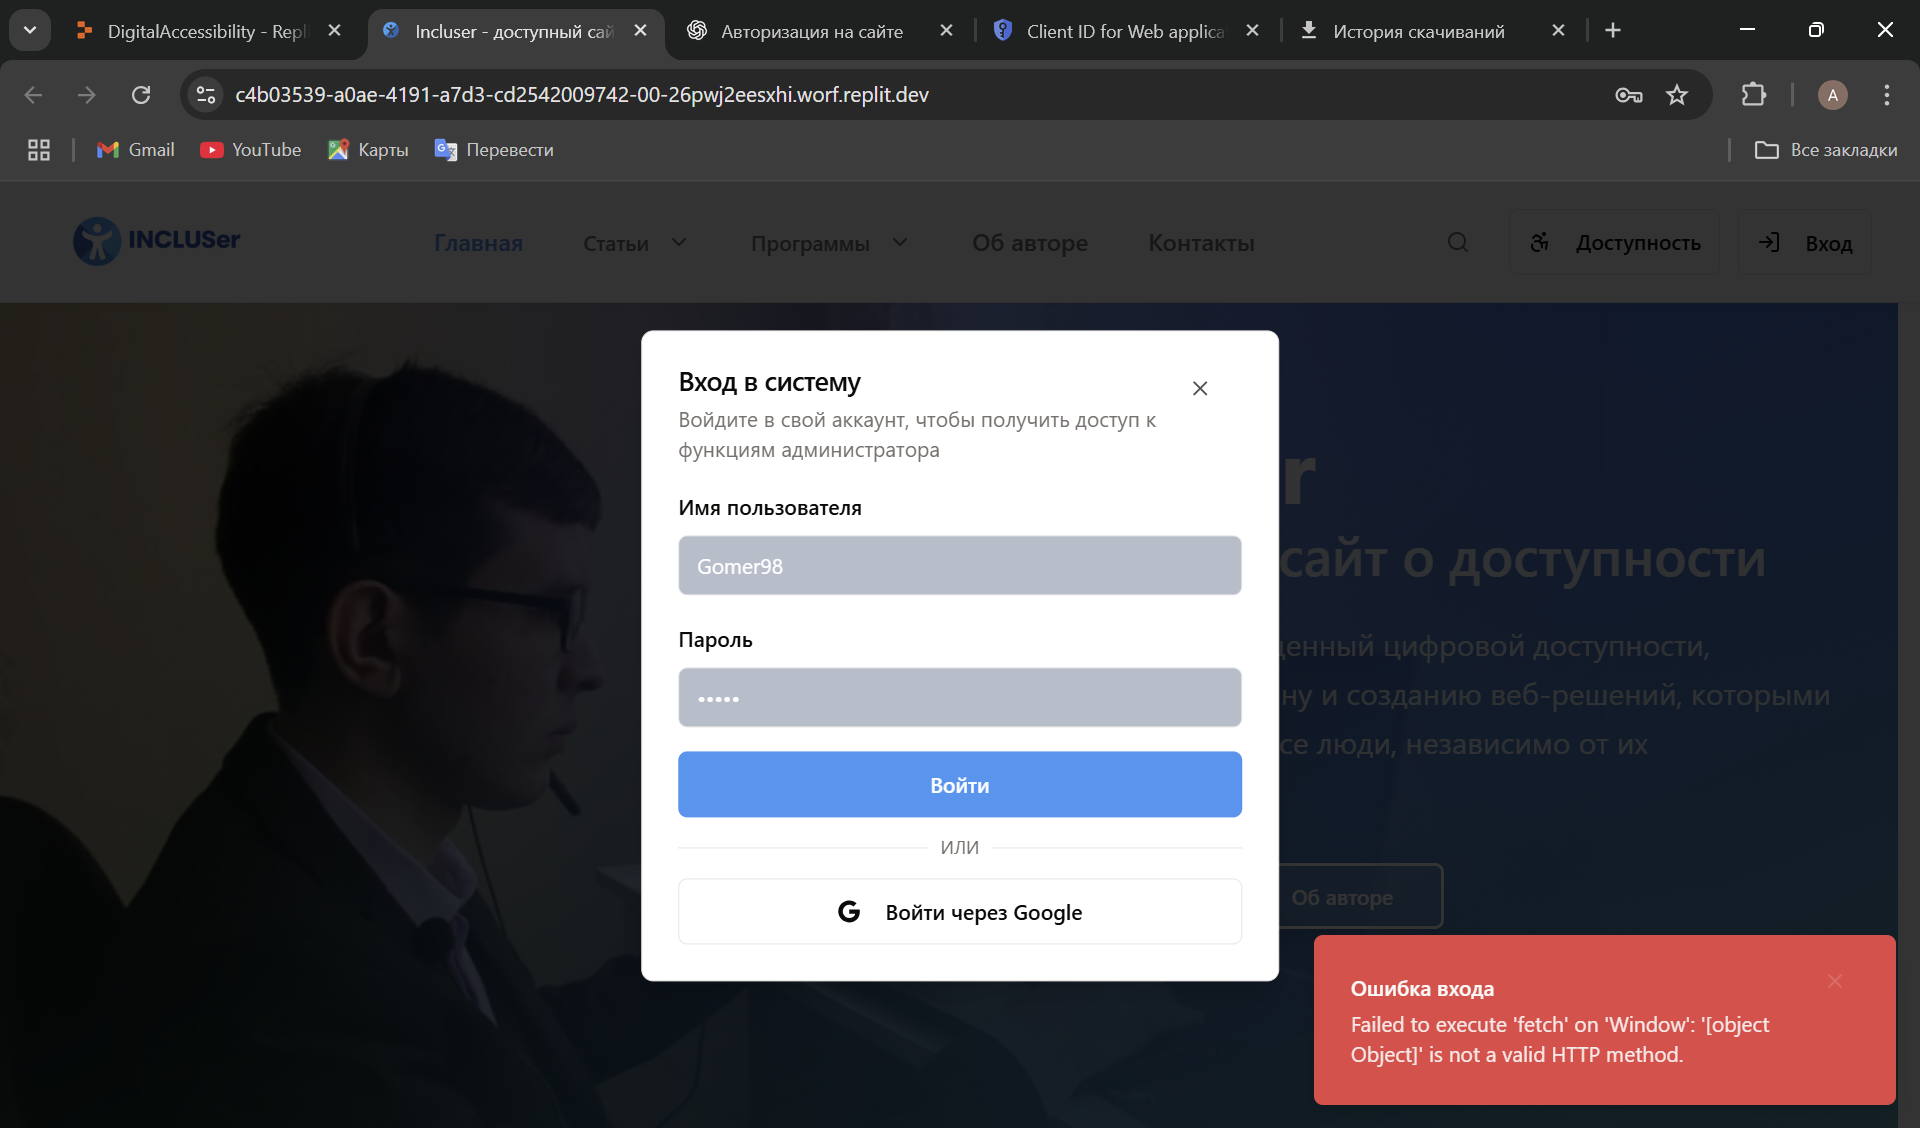 DigitalAccessibility - Repl
Incluser - доступный сай
Авторизация на сайте
Client ID for Web applica
История скачиваний
c4b03539-a0ae-4191-a7d3-cd2542009742-00-26pwj2eesxhi.worf.replit.dev
A
Gmail
YouTube
Карты
Перевести
Все закладки
INCLUSer
Главная
Статьи
Программы
Об авторе
Контакты
Доступность
Вход
Вход в систему
Войдите в свой аккаунт, чтобы получить доступ к
функциям администратора
Имя пользователя
Gomer98
Пароль
•••••
Войти
ИЛИ
G Войти через Google
r
сайт о доступности
денный цифровой доступности,
ну и созданию веб-решений, которыми
се люди, независимо от их
Об авторе
Ошибка входа
Failed to execute 'fetch' on 'Window': '[object
Object]' is not a valid HTTP method.